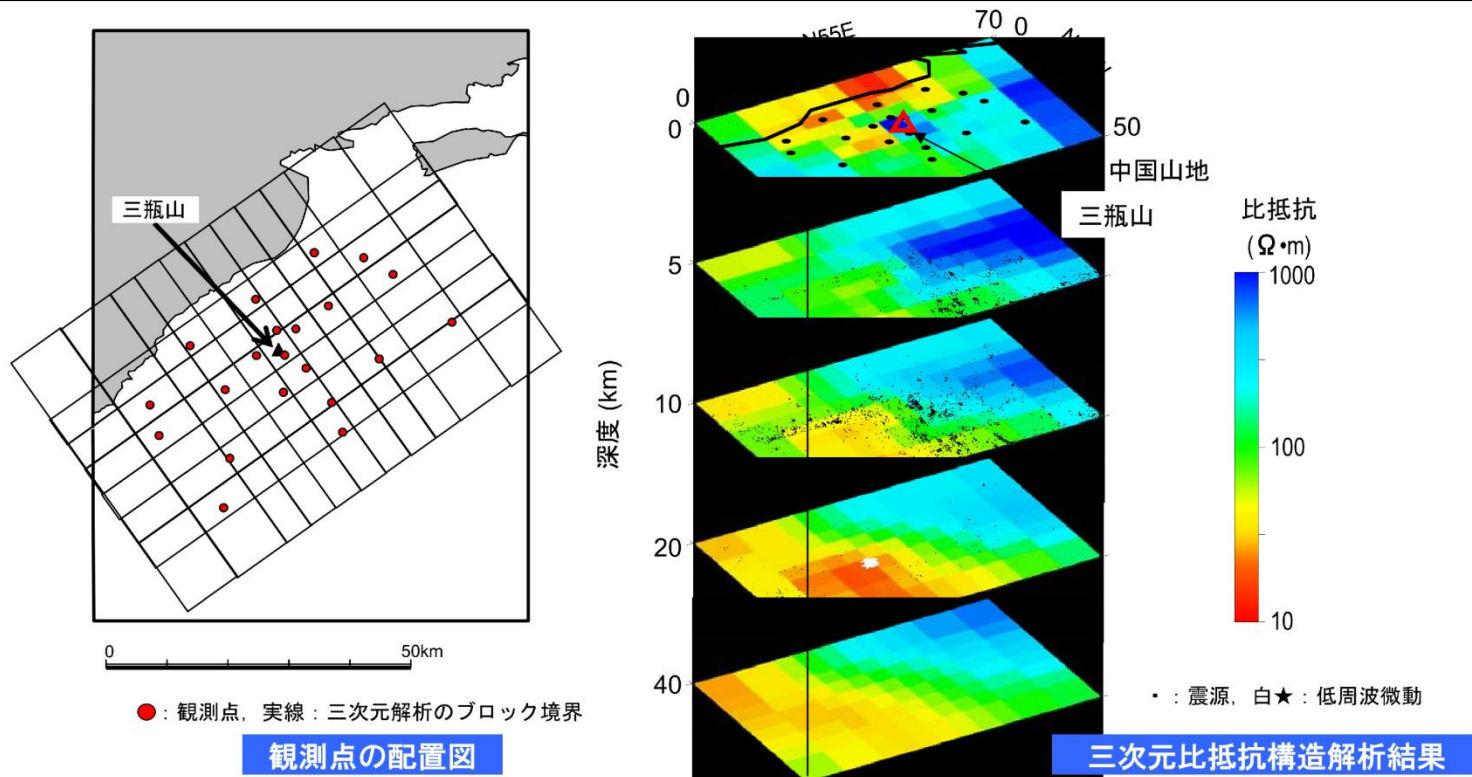 三瓶山
0
50km
：観測点，実線：三次元解析のブロック境界
観測点の配置図
N55E
70
0
0
0
50
中国山地
三瓶山
5
10
20
40
深度 (km)
比抵抗
(Ω•m)
1000
100
10
・：震源，白★：低周波微動
三次元比抵抗構造解析結果